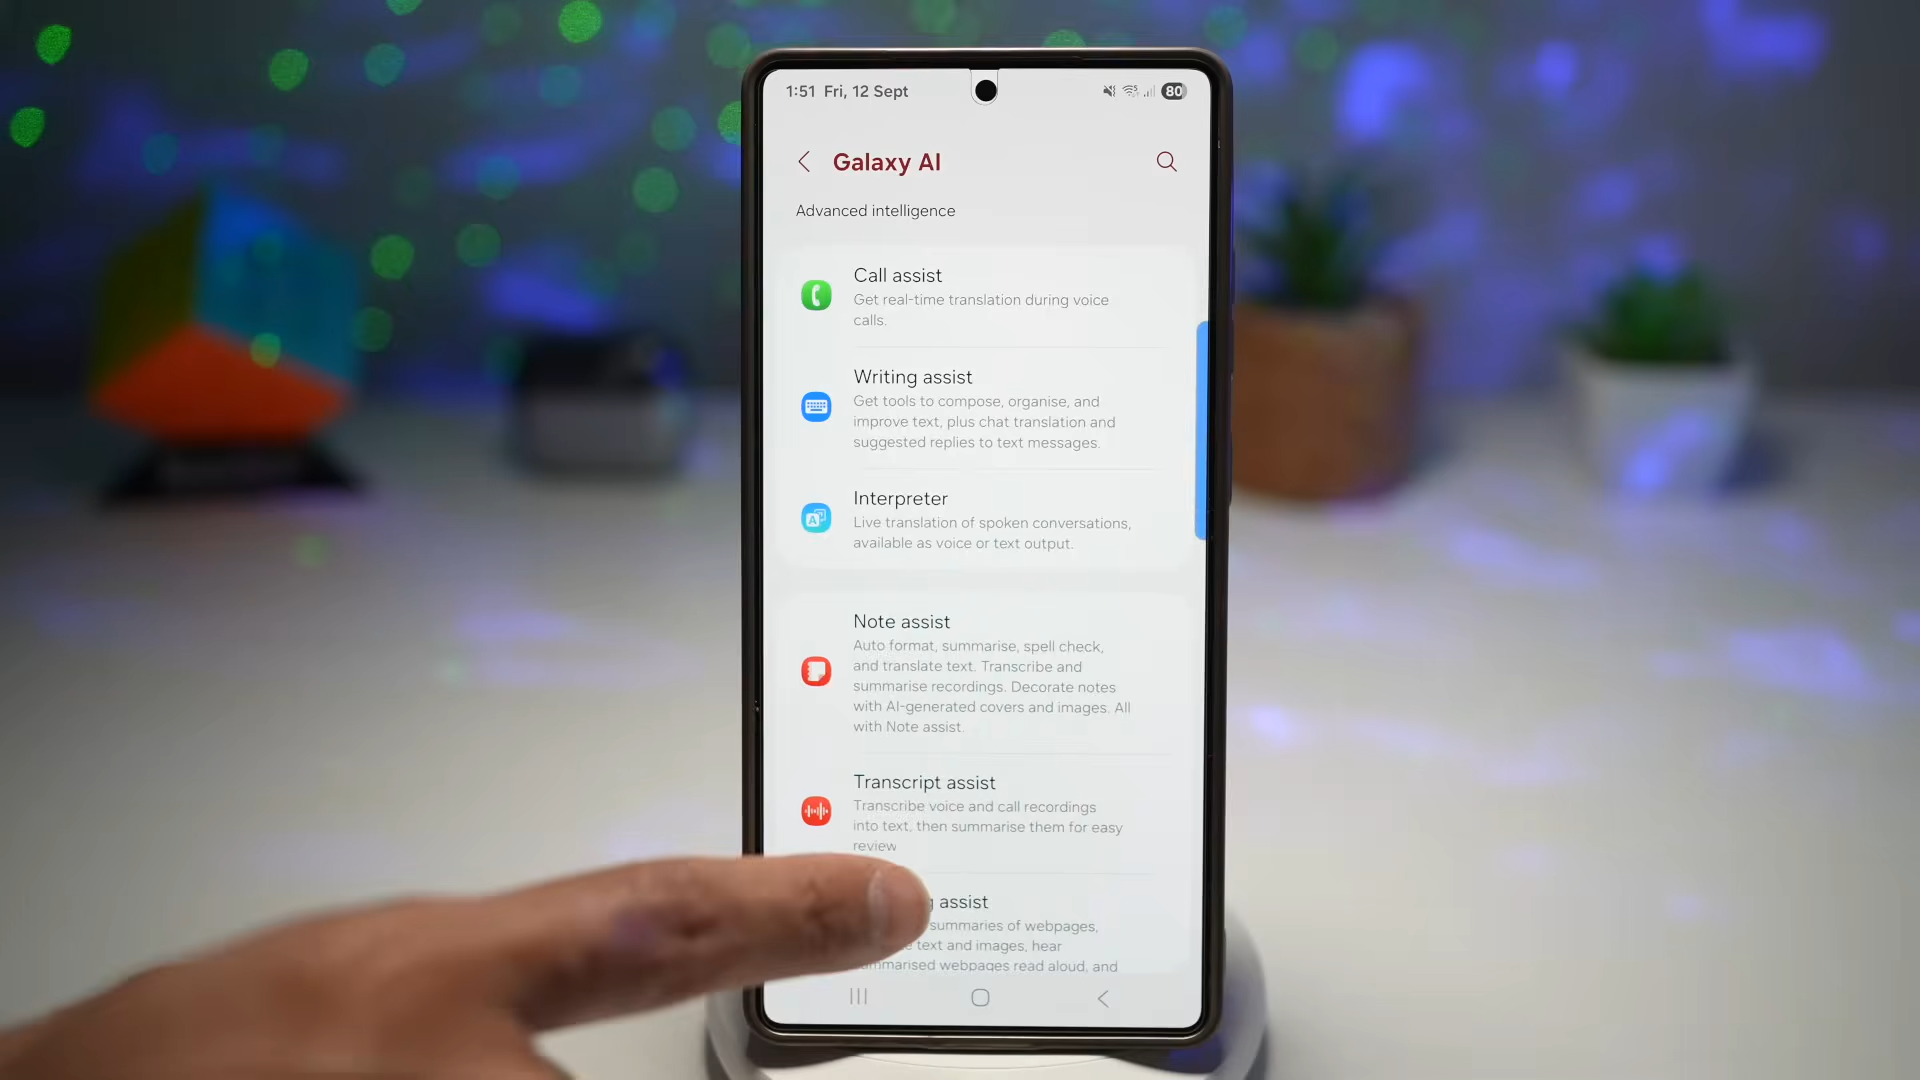 1:51 Fri, 12 Sept
80
Galaxy AI
Advanced intelligence
Call assist
Get real-time translation during voice
calls.
Writing assist
Get tools to compose, organise, and
improve text, plus chat translation and
suggested replies to text messages.
Interpreter
Live translation of spoken conversations,
available as voice or text output.
Note assist
Auto format, summarise, spell check,
and translate text. Transcribe and
summarise recordings. Decorate notes
with AI-generated covers and images. All
with Note assist.
Transcript assist
Transcribe voice and call recordings
into text, then summarise them for easy
review
assist
summaries of webpages,
text and images, hear
webpages read aloud, and